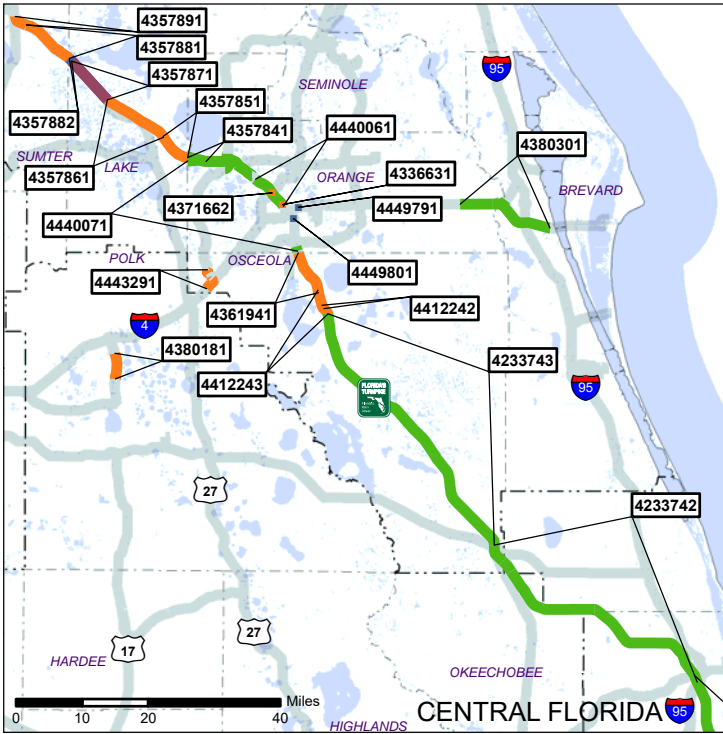 4357891
4357881
95
4357871
SEMINOLE
4357851
4357882
4357841
4440061
4380301
SUMTER
LAKE
4336631
ORANGE
4357861
BREVARD
4371662
4449791
4440071
POLK
OSCEOLA
4449801
4443291
4361941
4412242
4
4380181
4233743
4412243
95
FLORIDA'S
TURNPIKE
27
4233742
27
17
HARDEE
OKEECHOBEE
Miles
0
10
20
40
CENTRAL FLORIDA
95
HIGHLANDS